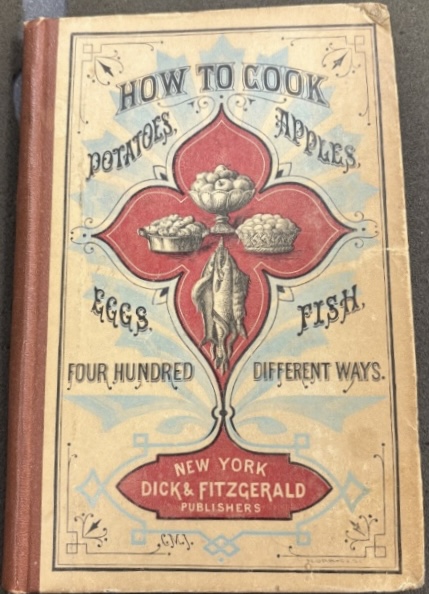 HOW TO COOK
POTATOES, APPLES,
EGGS, FISH,
FOUR HUNDRED DIFFERENT WAYS.
NEW YORK
DICK & FITZGERALD
PUBLISHERS